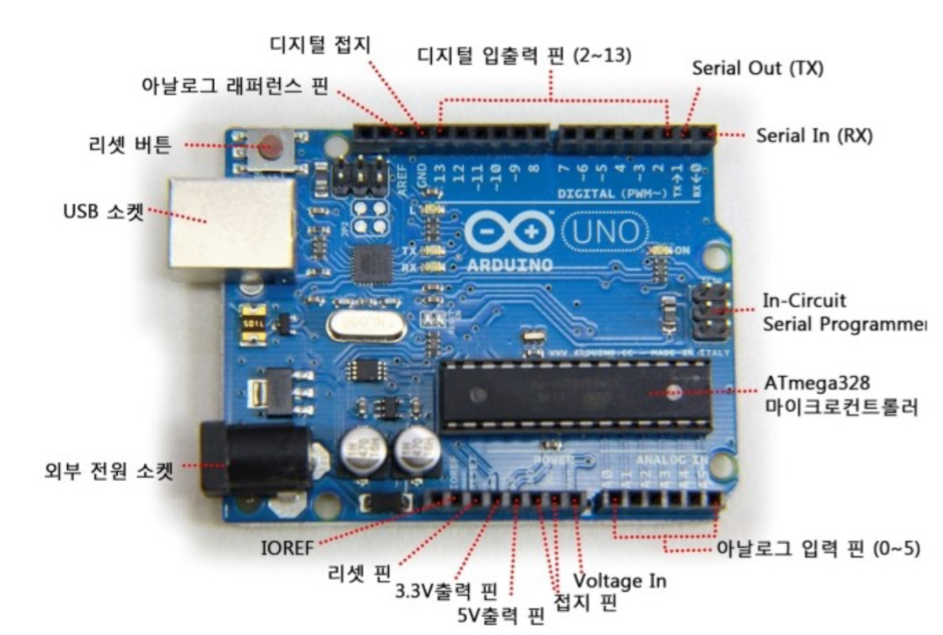 디지털 접지
디지털 입출력 핀 (2~13)
아날로그 래퍼런스 핀
Serial Out (TX)
리셋 버튼
Serial In (RX)
USB 소켓
AREF
GND
13
12
~11
~10
~9
8
7
~6
~5
4
~3
2
TX→1
RX←0
DIGITAL (PWM~)
L
TX
RX
ARDUINO
UNO
ON
In-Circuit
Serial Programmer
WWW.ARDUINO.CC - MADE IN ITALY
ATmega328
마이크로컨트롤러
외부 전원 소켓
POWER
ANALOG IN
IOREF
A0
A1
A2
A3
A4
A5
IOREF
리셋 핀
3.3V출력 핀
5V출력 핀
접지 핀
Voltage In
아날로그 입력 핀 (0~5)